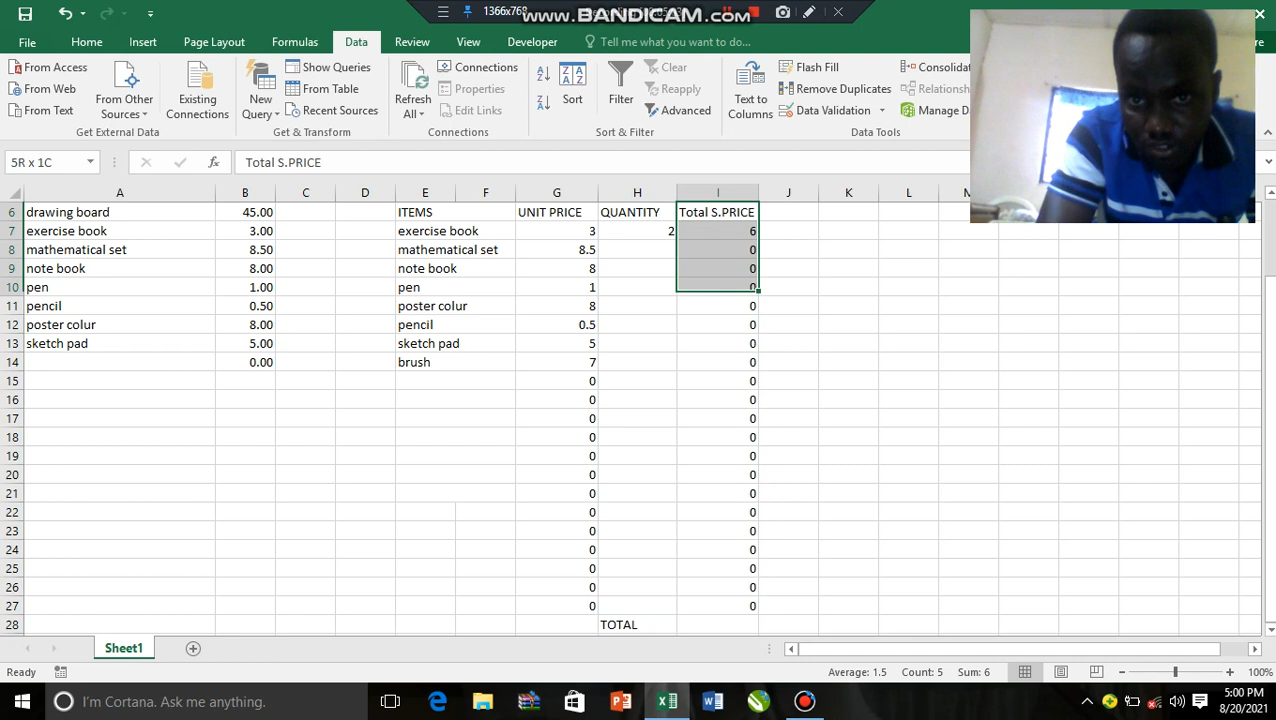 1366x768
www.BANDICAM.com
File Home Insert Page Layout Formulas Data Review View Developer Tell me what you want to do...
From Access
From Web
From Text
From Other Sources
Existing Connections
Get External Data
New Query
Show Queries
From Table
Recent Sources
Get & Transform
Refresh All
Connections
Properties
Edit Links
Connections
Sort
Filter
Clear
Reapply
Advanced
Sort & Filter
Text to Columns
Flash Fill
Remove Duplicates
Data Validation
Data Tools
5R x 1C fx Total S.PRICE
A B C D E F G H I J K L
6 drawing board 45.00 ITEMS UNIT PRICE QUANTITY Total S.PRICE
7 exercise book 3.00 exercise book 3 2 6
8 mathematical set 8.50 mathematical set 8.5 0
9 note book 8.00 note book 8 0
10 pen 1.00 pen 1 0
11 pencil 0.50 poster colur 8 0
12 poster colur 8.00 pencil 0.5 0
13 sketch pad 5.00 sketch pad 5 0
14 0.00 brush 7 0
15 0 0
16 0 0
17 0 0
18 0 0
19 0 0
20 0 0
21 0 0
22 0 0
23 0 0
24 0 0
25 0 0
26 0 0
27 0 0
28 TOTAL
Sheet1
Ready Average: 1.5 Count: 5 Sum: 6 100%
I'm Cortana. Ask me anything.
5:00 PM
8/20/2021